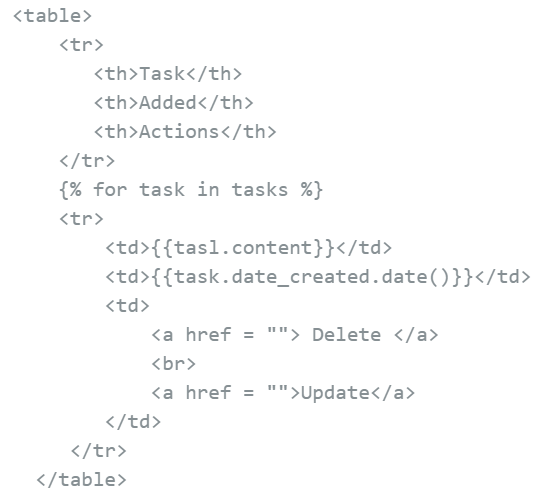 <table>
<tr>
<th>Task</th>
<th>Added</th>
<th>Actions</th>
</tr>
{% for task in tasks %}
<tr>
<td>{{tasl.content}}</td>
<td>{{task.date_created.date()}}</td>
<td>
<a href = ""> Delete </a>
<br>
<a href = "">Update</a>
</td>
</tr>
</table>